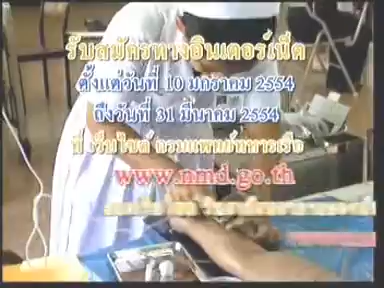 รับสมัครทางอินเตอร์เน็ต
ตั้งแต่วันที่ 10 มกราคม 2554
ถึงวันที่ 31 มีนาคม 2554
ที่ เว็บไซต์ กรมแพทย์ทหารเรือ
www.nmd.go.th